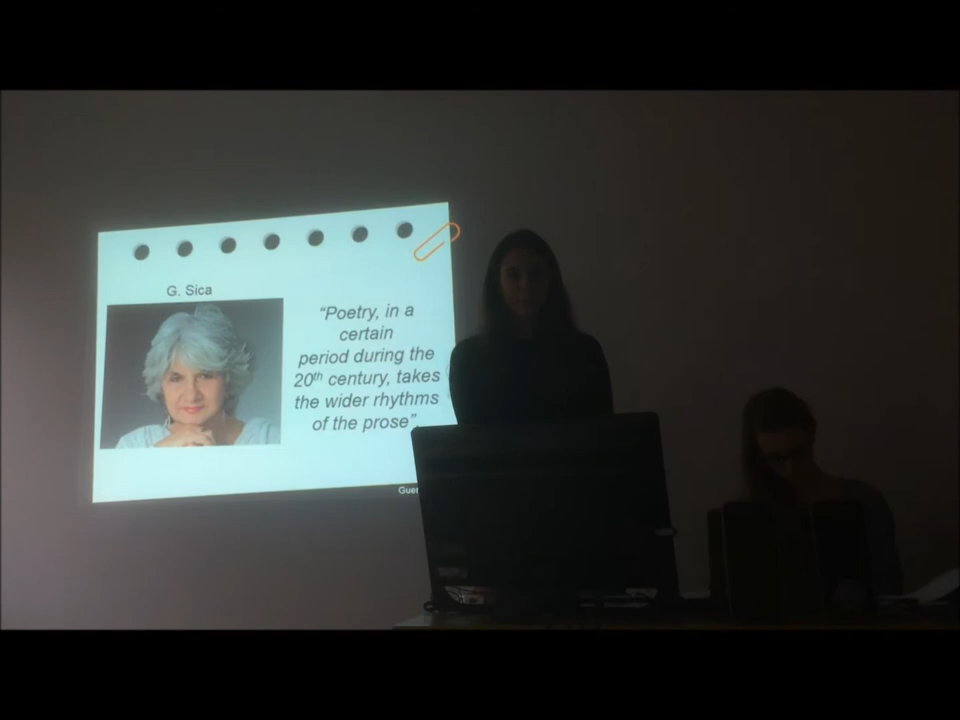 G. Sica
“Poetry, in a
certain
period during the
20th century, takes
the wider rhythms
of the prose”